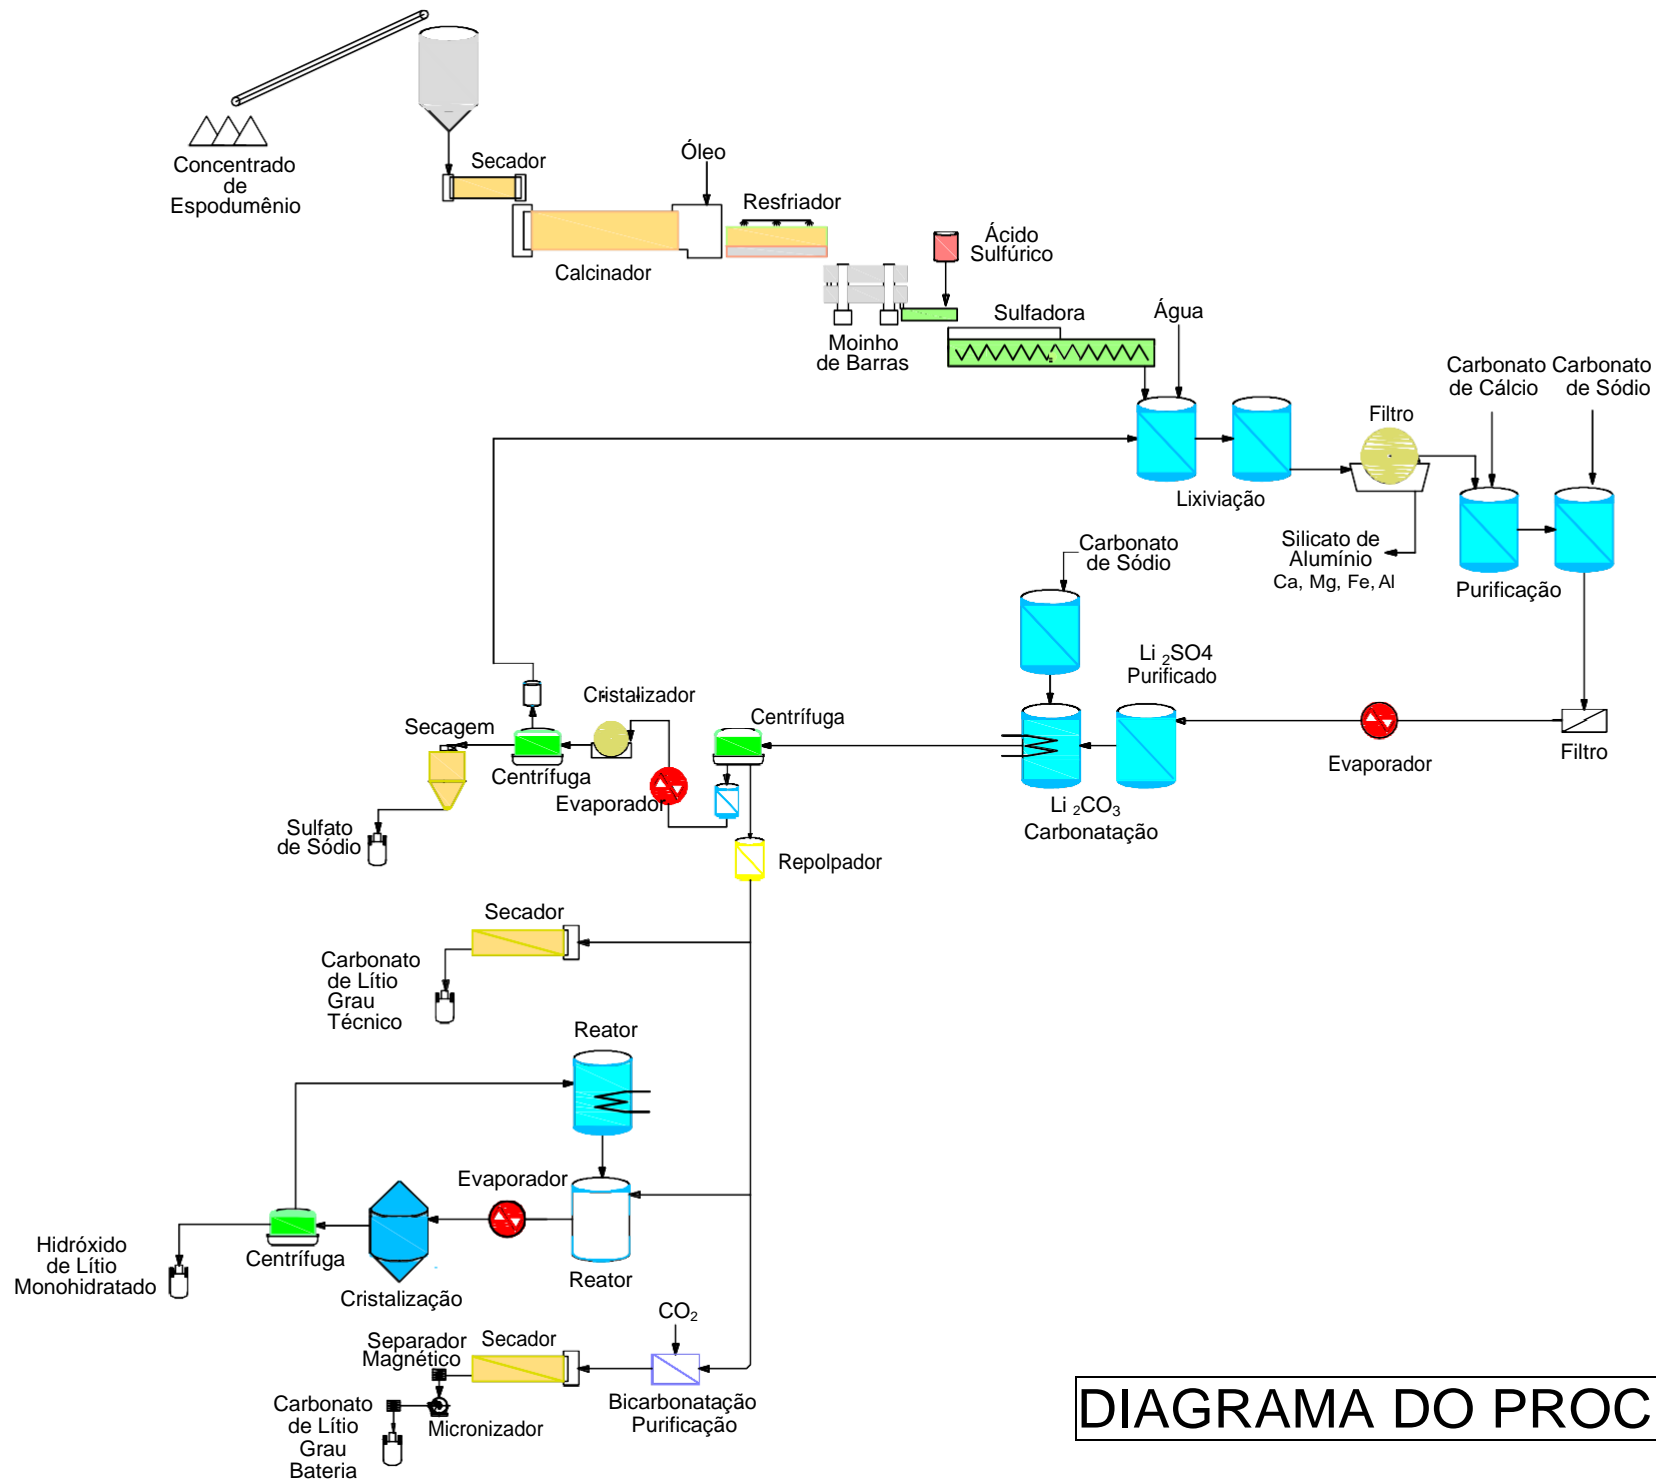 Concentrado
de
Espodumênio
Secador
Óleo
Calcinador
Resfriador
Ácido
Sulfúrico
Moinho
de Barras
Sulfadora
Água
Lixiviação
Filtro
Carbonato
de Cálcio
Carbonato
de Sódio
Silicato de
Alumínio
Ca, Mg, Fe, Al
Purificação
Carbonato
de Sódio
Li 2SO4
Purificado
Evaporador
Filtro
Li 2CO3
Carbonatação
Centrífuga
Cristalizador
Secagem
Centrífuga
Evaporador
Sulfato
de Sódio
Repolpador
Secador
Carbonato
de Lítio
Grau
Técnico
Reator
Evaporador
Reator
Centrífuga
Cristalização
Hidróxido
de Lítio
Monohidratado
CO2
Bicarbonatação
Purificação
Secador
Separador
Magnético
Micronizador
Carbonato
de Lítio
Grau
Bateria
DIAGRAMA DO PROC